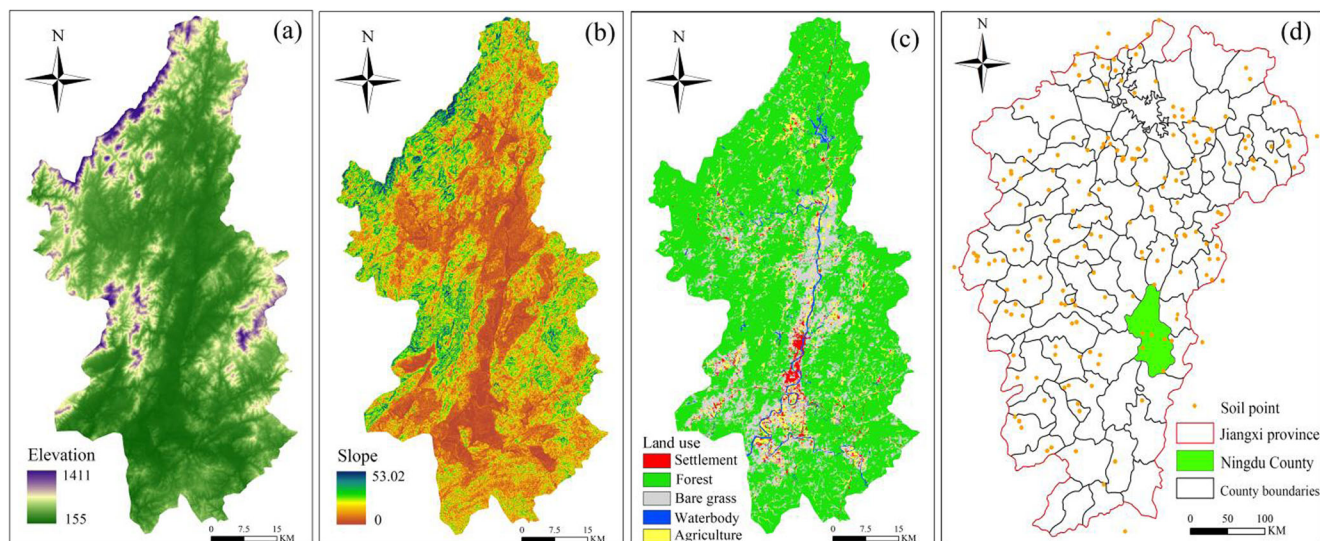 N
(a)
Elevation
1411
155
0 7.5 15
KM
N
(b)
Slope
53.02
0
0 7.5 15
KM
N
(c)
Land use
Settlement
Forest
Bare grass
Waterbody
Agriculture
0 7.5 15
KM
N
(d)
Soil point
Jiangxi province
Ningdu County
County boundaries
0 50 100
KM